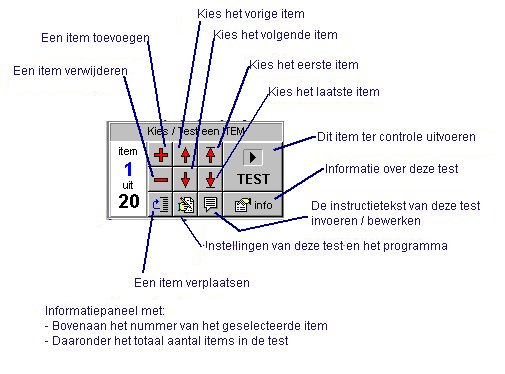 Kies het vorige item
Een item toevoegen
Kies het volgende item
Een item verwijderen
Kies het eerste item
Kies het laatste item
Kies / Test een ITEM
Dit item ter controle uitvoeren
item
1
uit
20
TEST
info
Informatie over deze test
De instructietekst van deze test
invoeren / bewerken
Instellingen van deze test en het programma
Een item verplaatsen
Informatiepaneel met:
- Bovenaan het nummer van het geselecteerde item
- Daaronder het totaal aantal items in de test